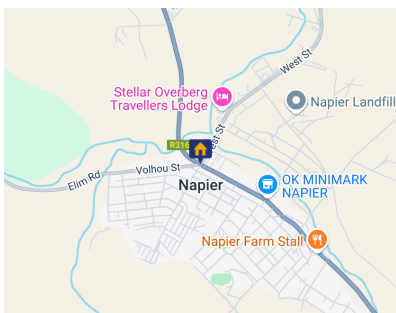 West St
Stellar Overberg
Travellers Lodge
Napier Landfill
R316
West St
Volhou St
Elim Rd
Napier
OK MINIMARK
NAPIER
Napier Farm Stall